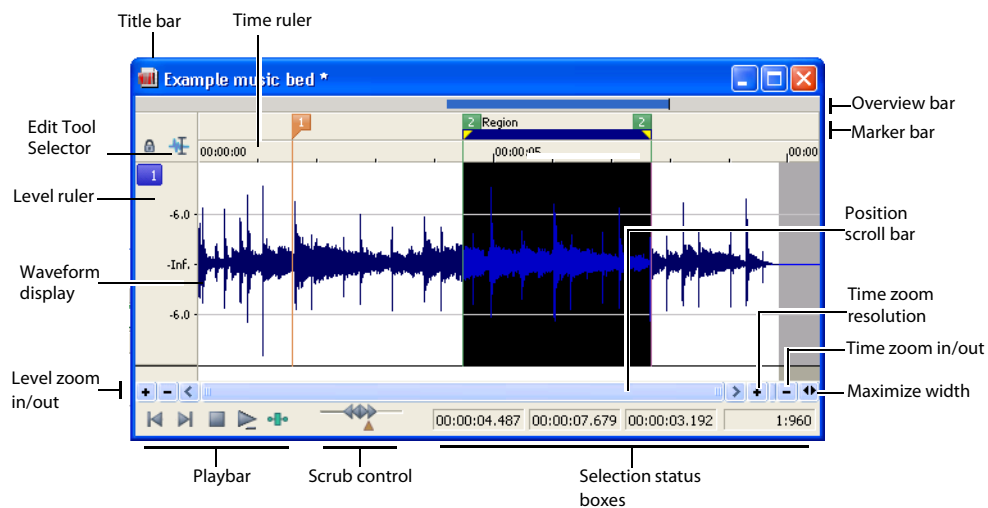 Title bar
Time ruler
Example music bed *
Overview bar
Marker bar
Edit Tool
Selector
1
2 Region 2
00:00:00
00:00:05
00:00
Level ruler
1
-6.0
-Inf.
-6.0
Position
scroll bar
Waveform
display
Time zoom
resolution
Time zoom in/out
Level zoom
in/out
Maximize width
00:00:04.487 00:00:07.679 00:00:03.192 1:960
Playbar
Scrub control
Selection status
boxes